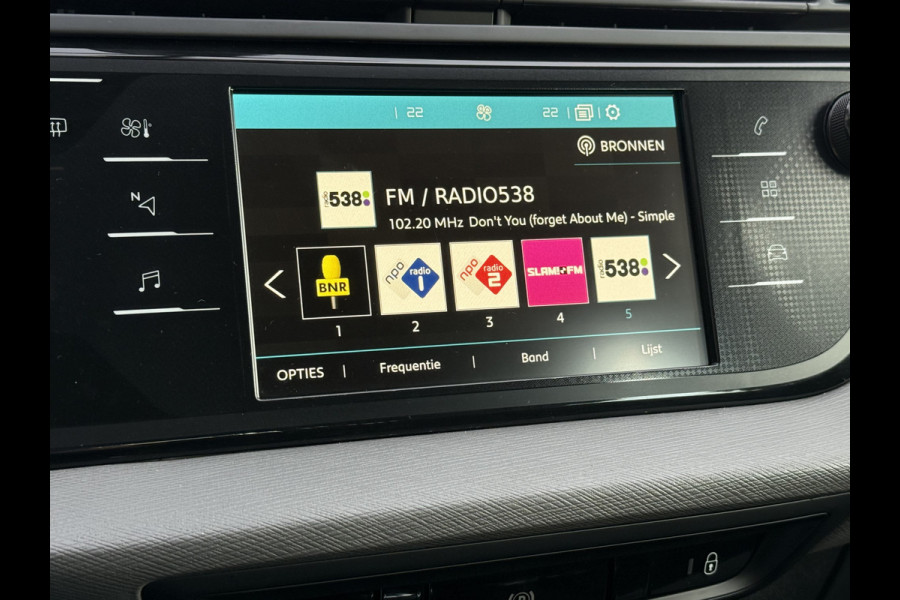 22 22
BRONNEN
radio 538
FM / RADIO538
102.20 MHz Don't You (forget About Me) - Simple
N
BNR
npo radio 1
npo radio 2
SLAM!FM
radio 538
1 2 3 4 5
OPTIES | Frequentie | Band | Lijst